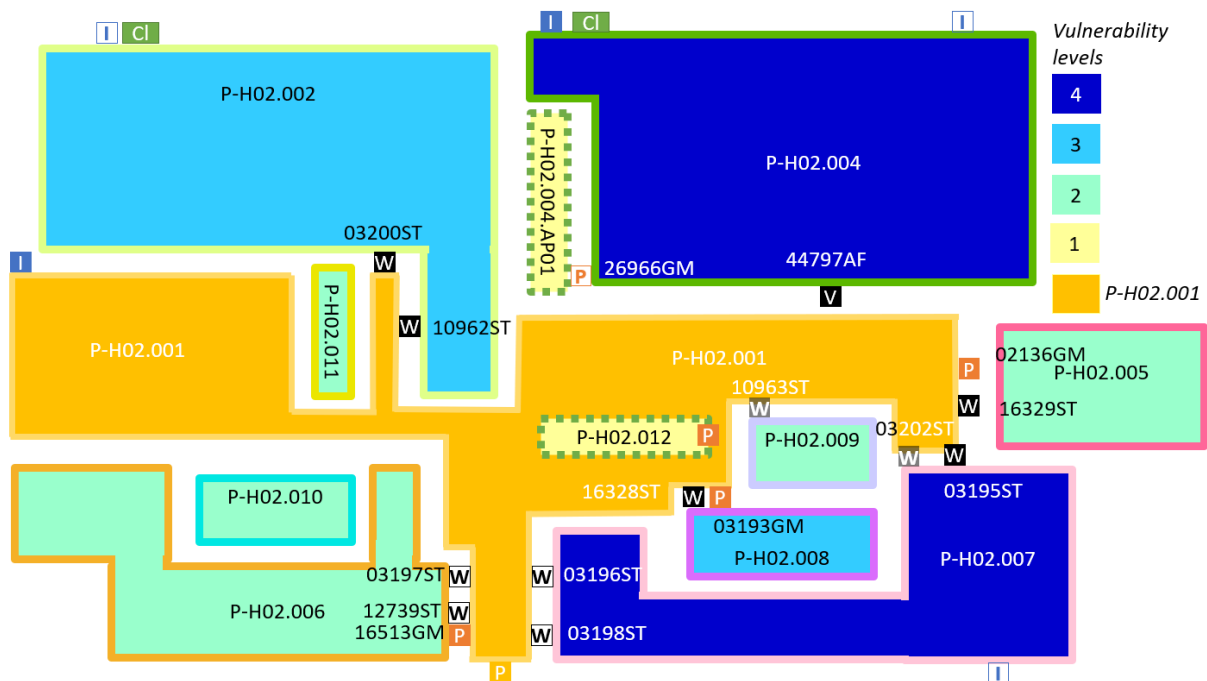 I Cl
I Cl
I
Vulnerability
levels
P-H02.002
4
P-H02.004.AP01
P-H02.004
3
2
03200ST
1
I
W
P
26966GM
44797AF
V
P-H02.001
P-H02.011
W
10962ST
P-H02.001
P-H02.001
02136GM
P
P-H02.005
10963ST
W
W
16329ST
P-H02.012
P
P-H02.009
03202ST
W
W
P-H02.010
16328ST
W
P
03195ST
03193GM
P-H02.008
P-H02.007
03197ST
W
W
03196ST
P-H02.006
12739ST
W
16513GM
P
W
03198ST
P
I